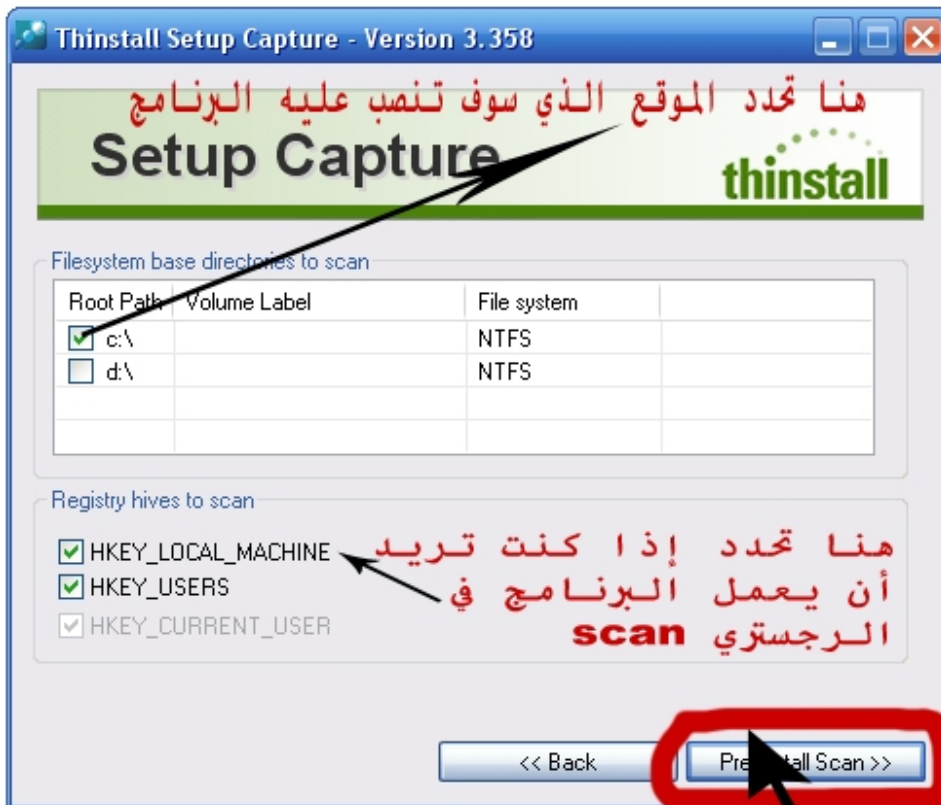 Thinstall Setup Capture - Version 3.358
هنا تحدد الموقع الذي سوف تنصب عليه البرنامج
Setup Capture
thinstall
Filesystem base directories to scan
Root Path Volume Label File system
c:\ NTFS
d:\ NTFS
Registry hives to scan
HKEY_LOCAL_MACHINE
HKEY_USERS
HKEY_CURRENT_USER
هنا تحدد إذا كنت تريد
أن يعمل البرنامج في
الرجستري scan
<< Back
Scan >>